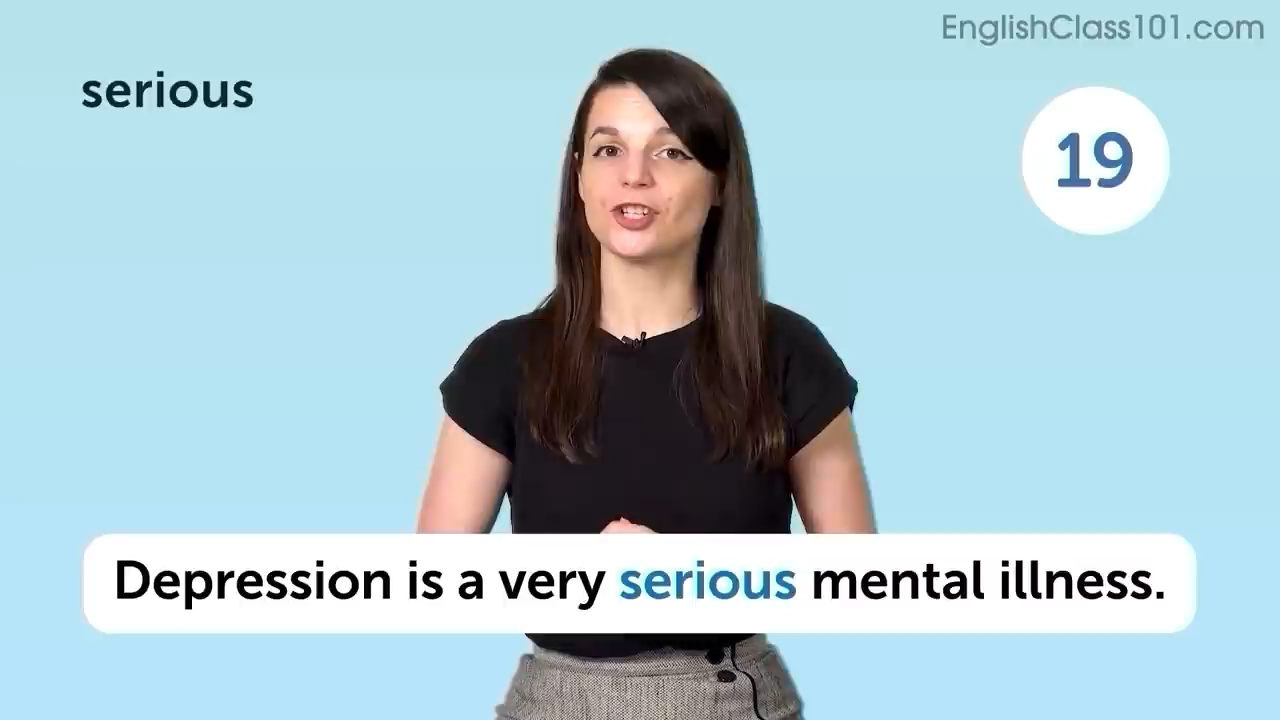 EnglishClass101.com
serious
19
Depression is a very serious mental illness.